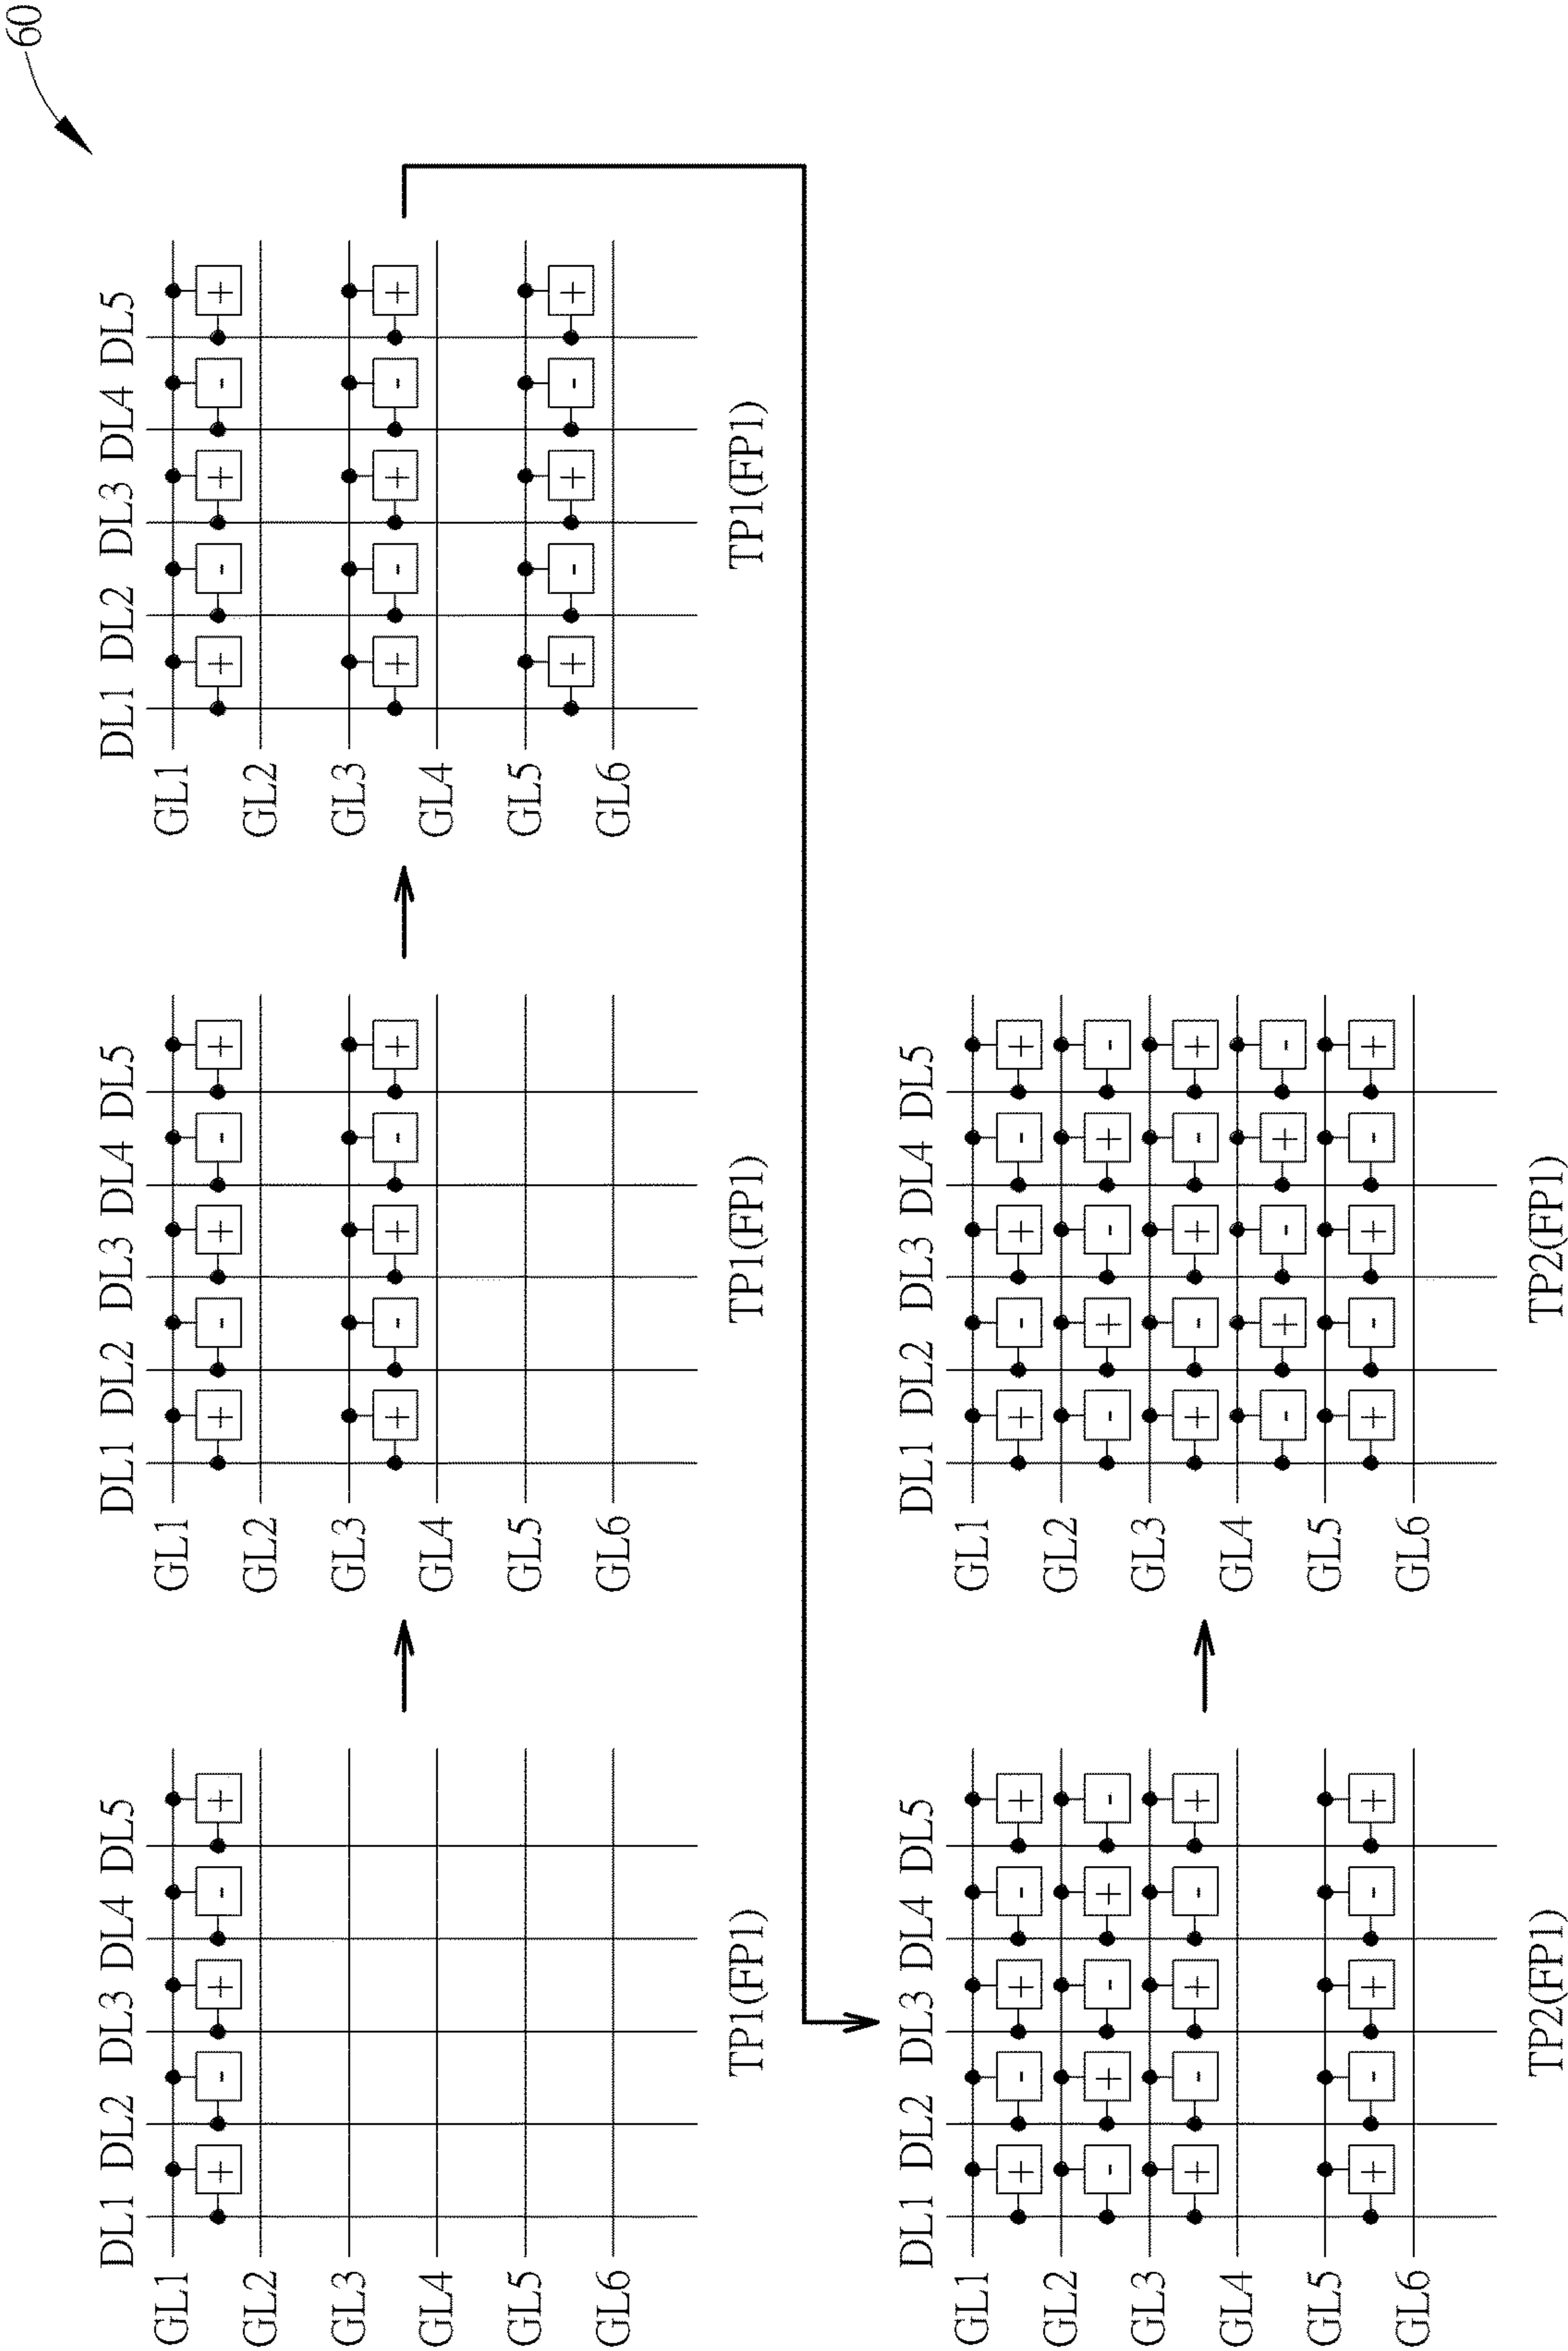 60
DL1 DL2 DL3 DL4 DL5
GL1
+ - + - +
GL2
GL3
GL4
GL5
GL6
TP1(FP1)
DL1 DL2 DL3 DL4 DL5
GL1
+ - + - +
GL2
GL3
+ - + - +
GL4
GL5
GL6
TP1(FP1)
DL1 DL2 DL3 DL4 DL5
GL1
+ - + - +
GL2
GL3
+ - + - +
GL4
GL5
+ - + - +
GL6
TP1(FP1)
DL1 DL2 DL3 DL4 DL5
GL1
+ - + - +
GL2
- + - + -
GL3
+ - + - +
GL4
GL5
+ - + - +
GL6
TP2(FP1)
DL1 DL2 DL3 DL4 DL5
GL1
+ - + - +
GL2
- + - + -
GL3
+ - + - +
GL4
- + - + -
GL5
+ - + - +
GL6
TP2(FP1)